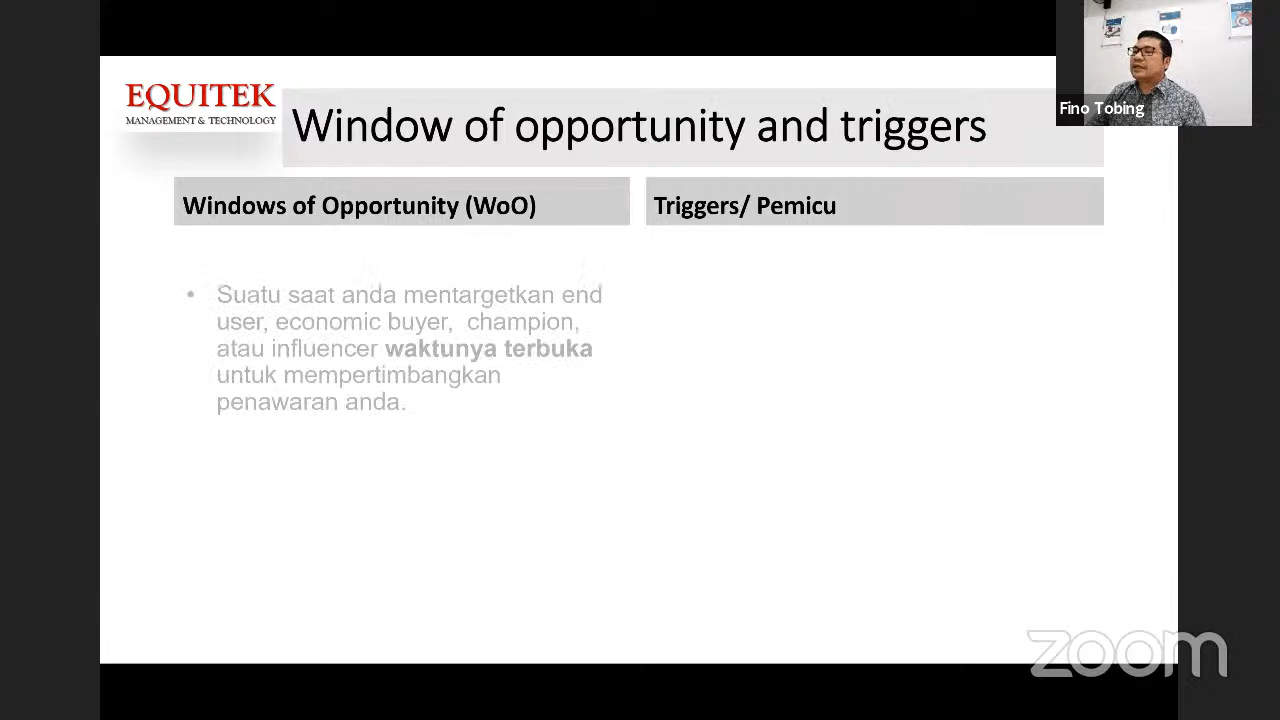 EQUITEK
MANAGEMENT & TECHNOLOGY
Window of opportunity and triggers
Fino Tobing
Windows of Opportunity (WoO)
Triggers/ Pemicu
• Suatu saat anda mentargetkan end
user, economic buyer, champion,
atau influencer waktunya terbuka
untuk mempertimbangkan
penawaran anda.
zoom